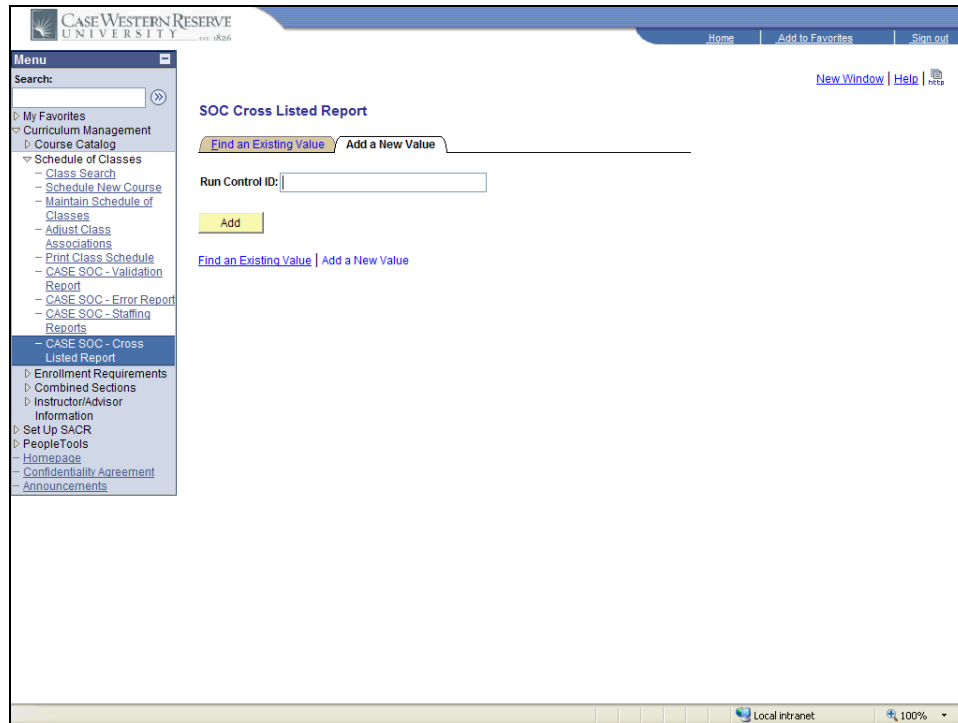 CASE WESTERN RESERVE
UNIVERSITY EST. 1826
Home Add to Favorites Sign out
Menu
Search:
My Favorites
Curriculum Management
Course Catalog
Schedule of Classes
Class Search
Schedule New Course
Maintain Schedule of
Classes
Adjust Class
Associations
Print Class Schedule
CASE SOC - Validation
Report
CASE SOC - Error Report
CASE SOC - Staffing
Reports
CASE SOC - Cross
Listed Report
Enrollment Requirements
Combined Sections
Instructor/Advisor
Information
Set Up SACR
PeopleTools
Homepage
Confidentiality Agreement
Announcements
New Window | Help | http
SOC Cross Listed Report
Find an Existing Value Add a New Value
Run Control ID:
Add
Find an Existing Value | Add a New Value
Local intranet 100%